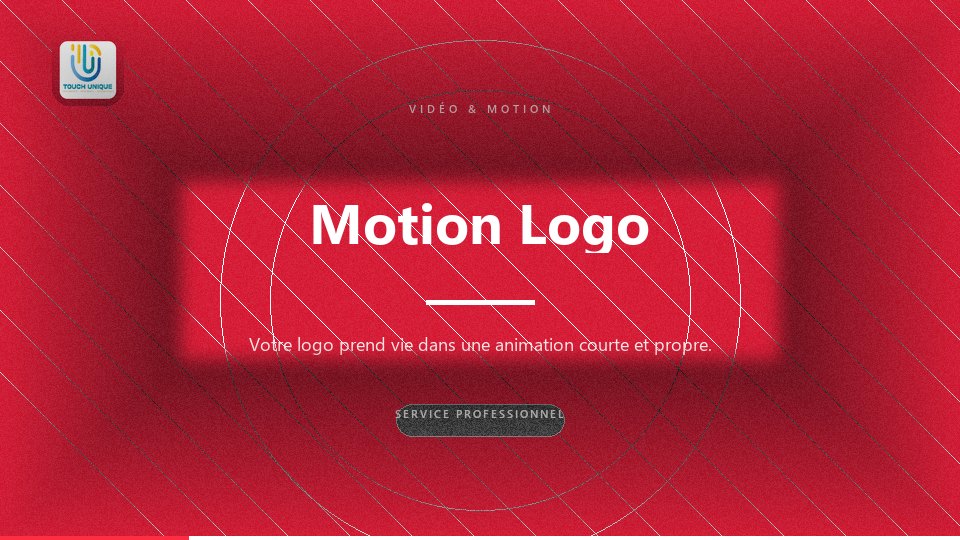 TOUCH UNIQUE
VIDÉO & MOTION
Motion Logo
Votre logo prend vie dans une animation courte et propre.
SERVICE PROFESSIONNEL